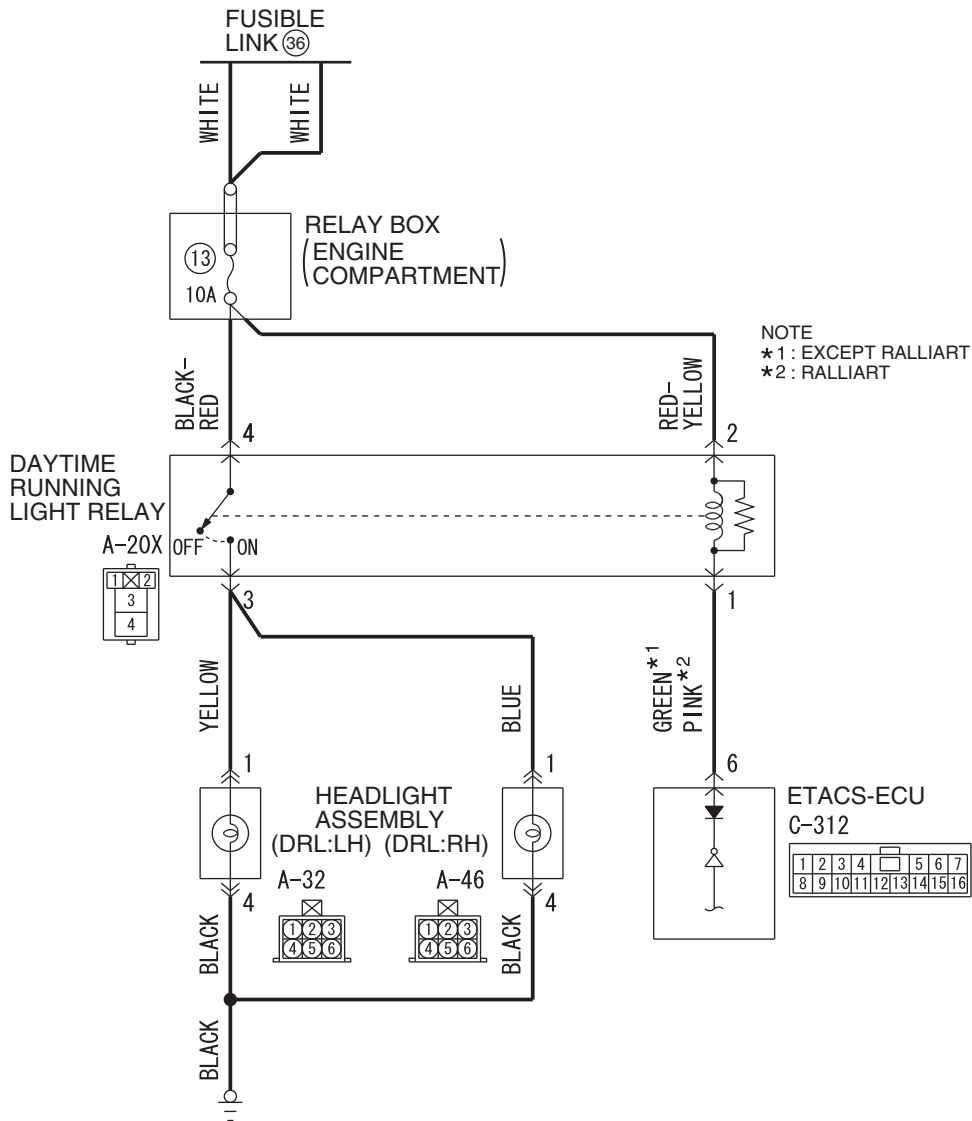 FUSIBLE
LINK 36
WHITE
WHITE
RELAY BOX
(ENGINE
COMPARTMENT)
13
10A
NOTE
*1 : EXCEPT RALLIART
*2 : RALLIART
BLACK-
RED
RED-
YELLOW
4
2
DAYTIME
RUNNING
LIGHT RELAY
A-20X
OFF
ON
1 2
3
4
3
1
YELLOW
BLUE
GREEN*1
PINK*2
1
1
6
HEADLIGHT
ASSEMBLY
(DRL:LH) (DRL:RH)
ETACS-ECU
C-312
1 2 3 4 5 6 7
8 9 10 11 12 13 14 15 16
A-32
A-46
4
4
1 2 3
4 5 6
1 2 3
4 5 6
BLACK
BLACK
BLACK